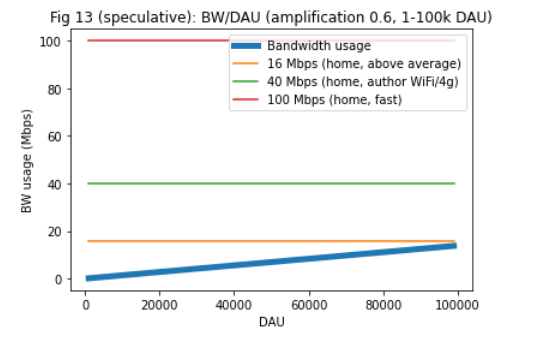 Fig 13 (speculative): BW/DAU (amplification 0.6, 1-100k DAU)
Bandwidth usage
16 Mbps (home, above average)
40 Mbps (home, author WiFi/4g)
100 Mbps (home, fast)
BW usage (Mbps)
100
80
60
40
20
0
0 20000 40000 60000 80000 100000
DAU